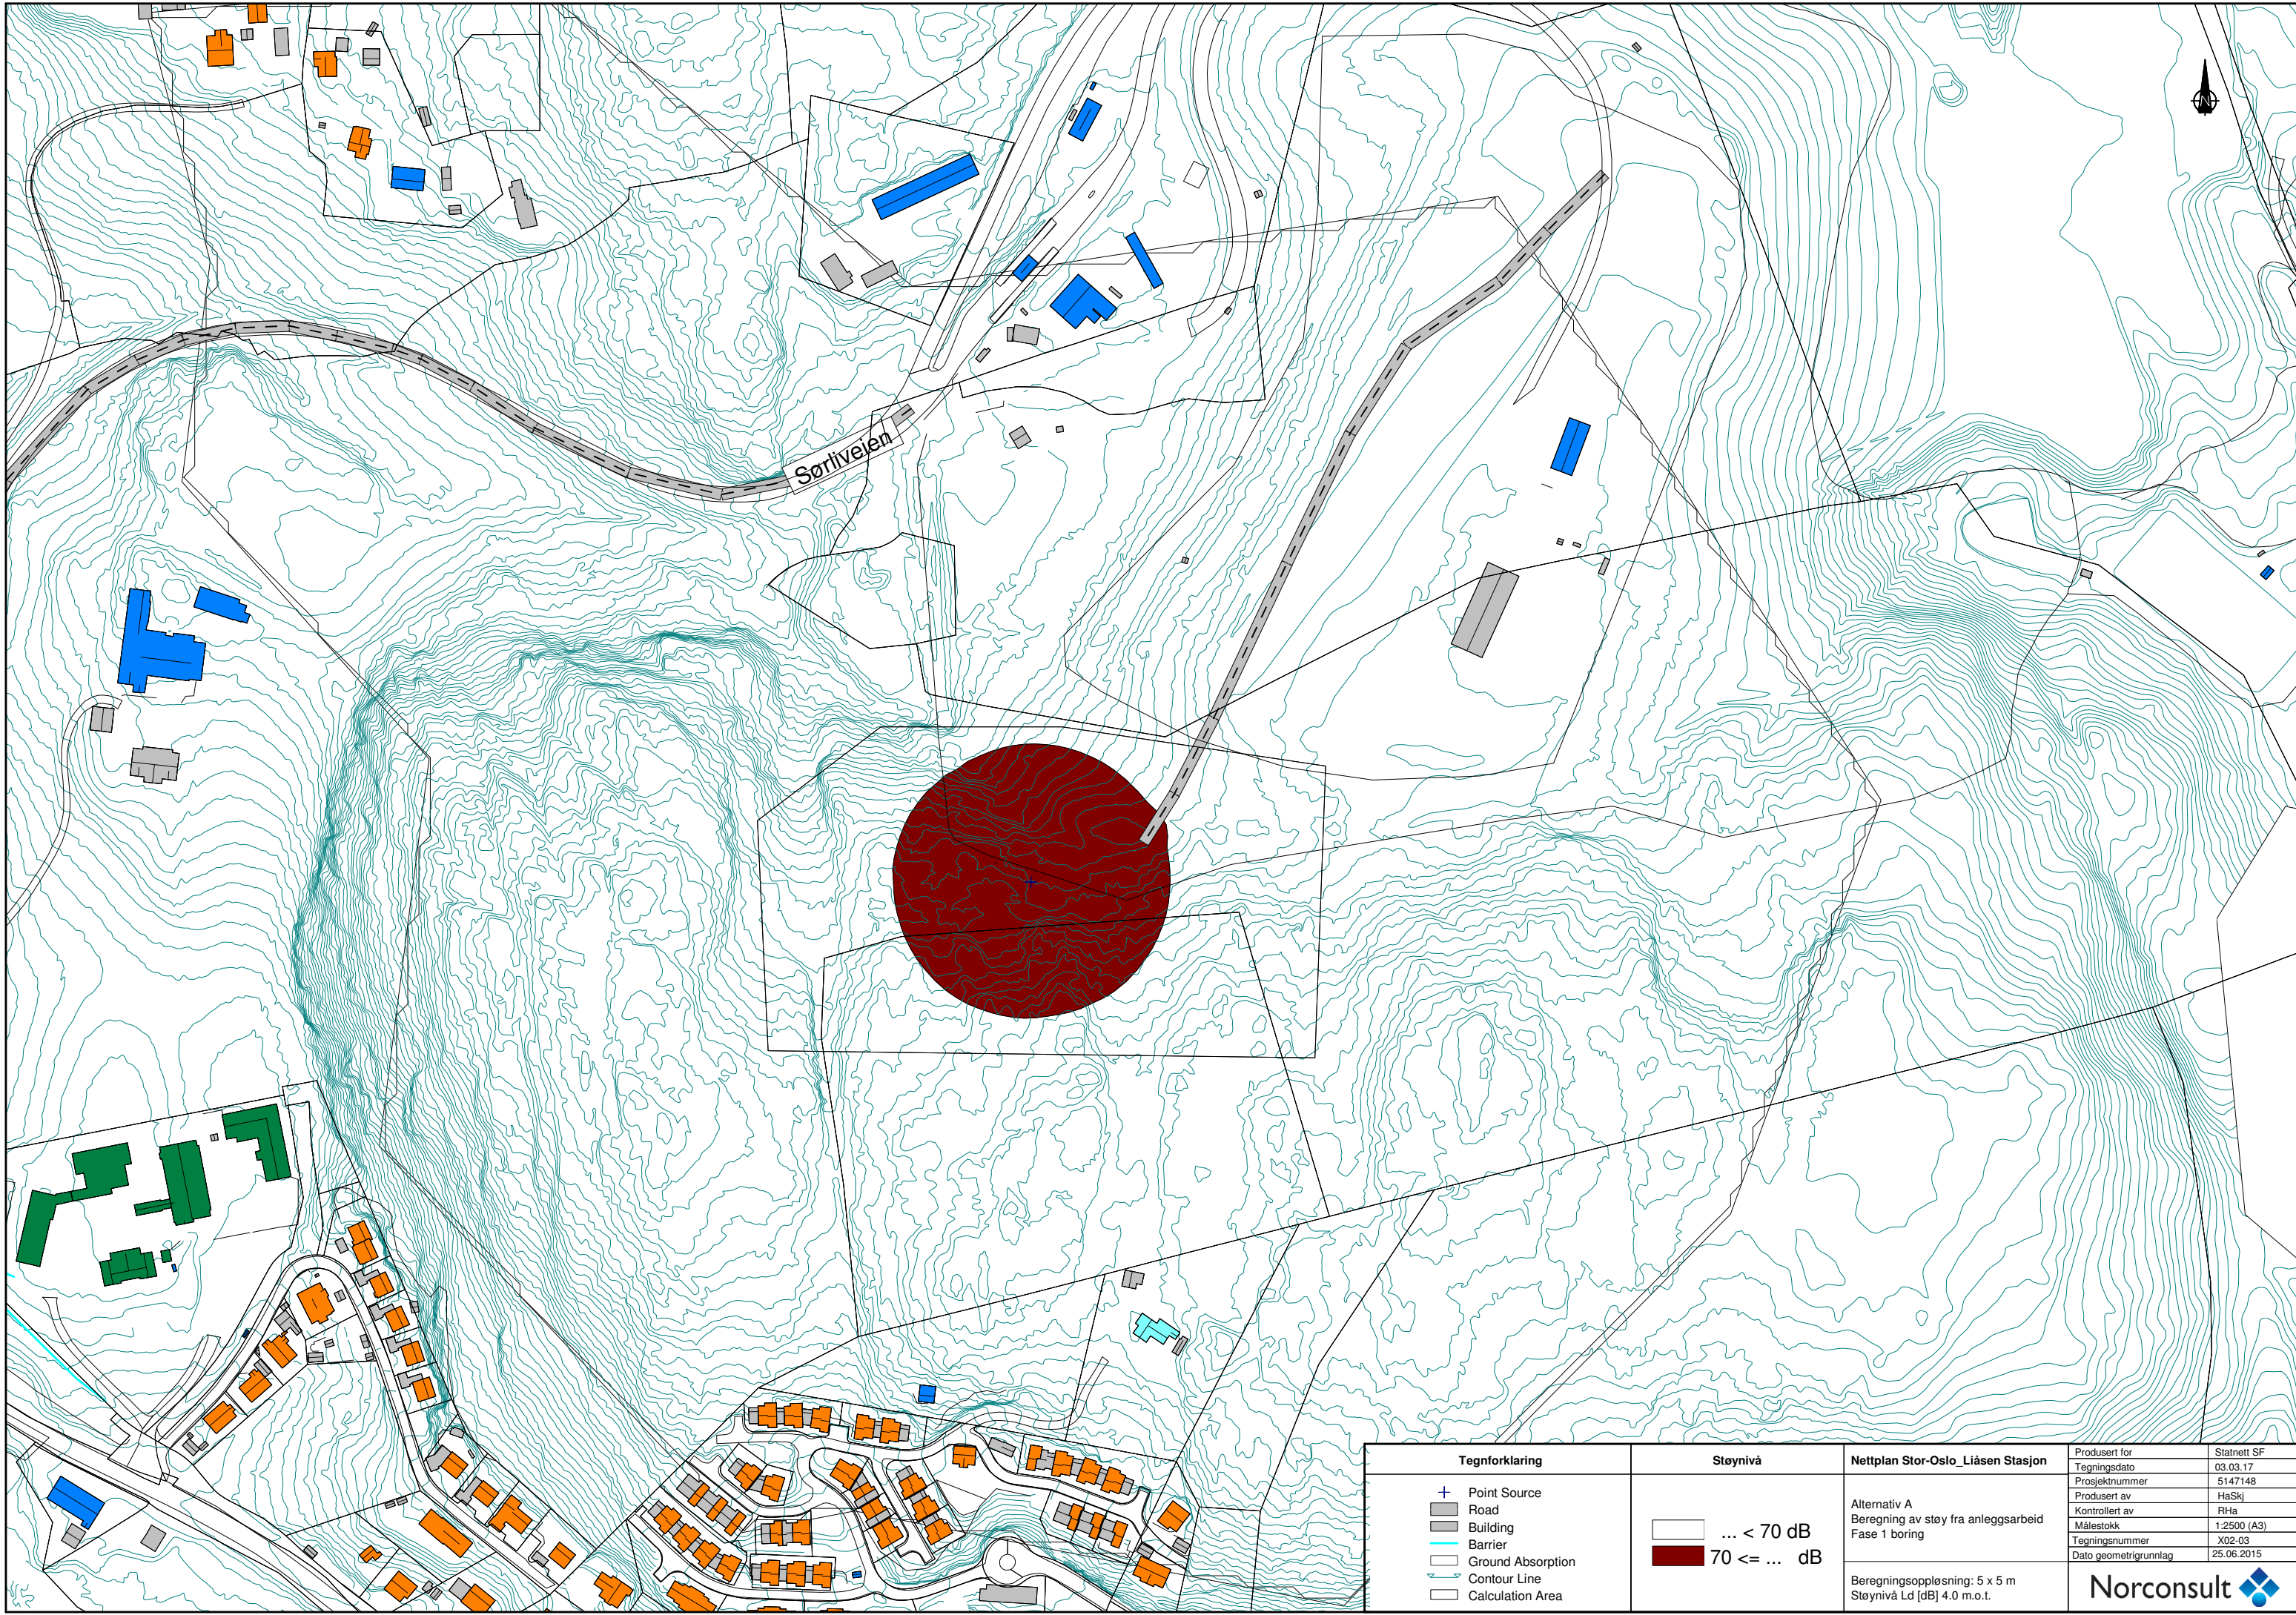 N
Sørliveien
Tegnforklaring
Point Source
Road
Building
Barrier
Ground Absorption
Contour Line
Calculation Area
Støynivå
... < 70 dB
70 <= ... dB
Nettplan Stor-Oslo_Liåsen Stasjon
Alternativ A
Beregning av støy fra anleggsarbeid
Fase 1 boring
Beregningsoppløsning: 5 x 5 m
Støynivå Ld [dB] 4.0 m.o.t.
Produsert for Statnett SF
Tegningsdato 03.03.17
Prosjektnummer 5147148
Produsert av HaSkj
Kontrollert av RHa
Målestokk 1:2500 (A3)
Tegningsnummer X02-03
Dato geometrigrunnlag 25.06.2015
Norconsult